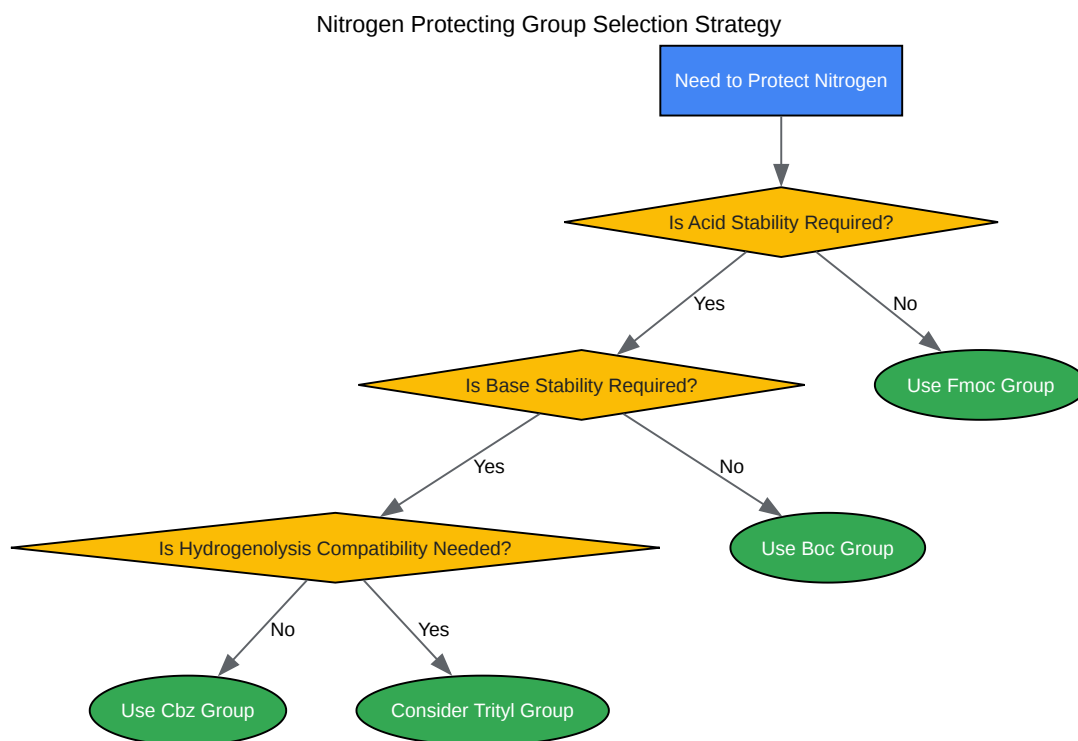 Nitrogen Protecting Group Selection Strategy
Need to Protect Nitrogen
Is Acid Stability Required?
Yes
No
Is Base Stability Required?
Use Fmoc Group
Yes
No
Is Hydrogenolysis Compatibility Needed?
Use Boc Group
No
Yes
Use Cbz Group
Consider Trityl Group